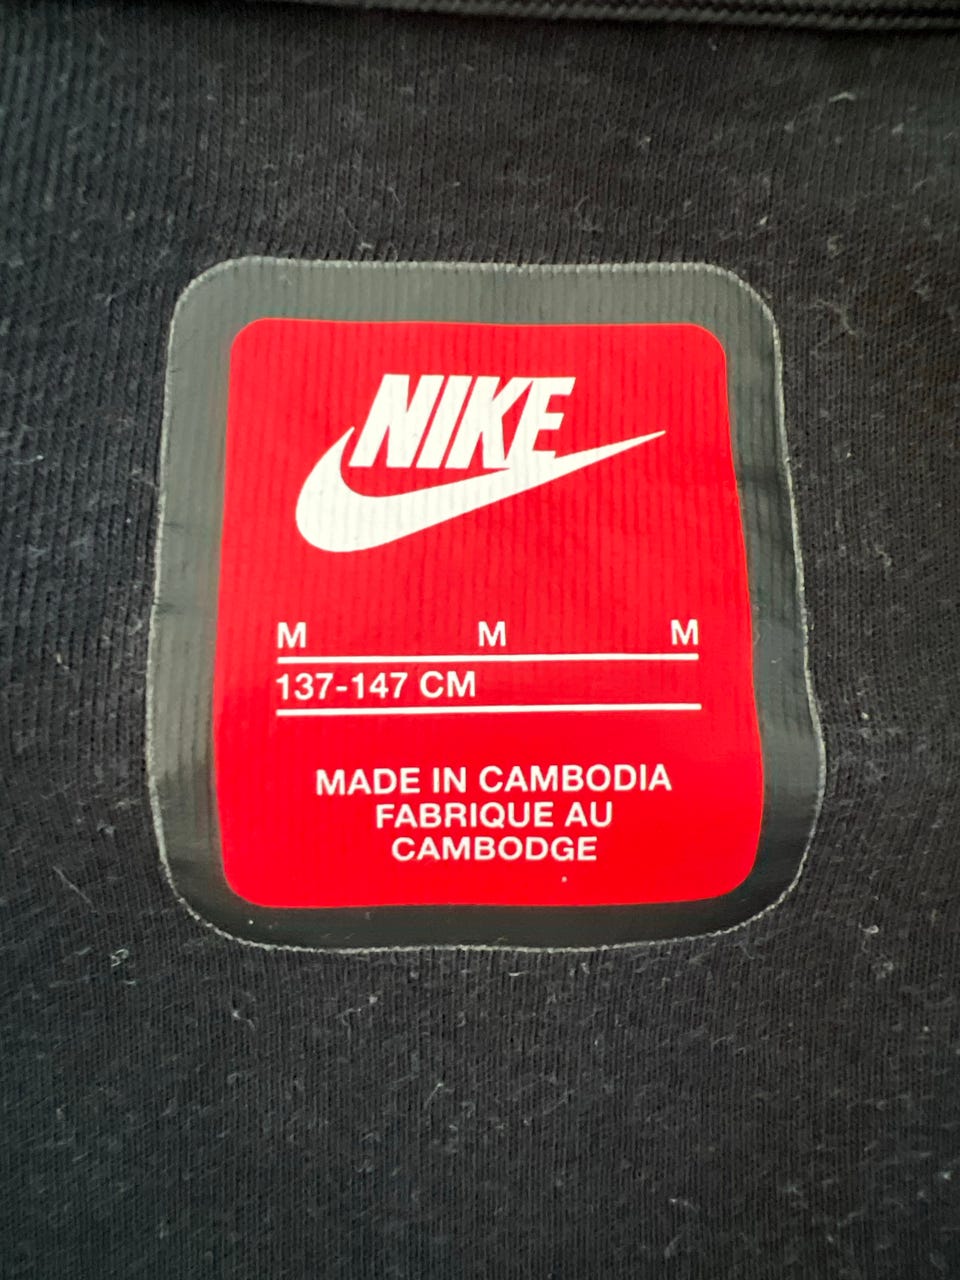 NIKE
M M M
137-147 CM
MADE IN CAMBODIA
FABRIQUE AU
CAMBODGE